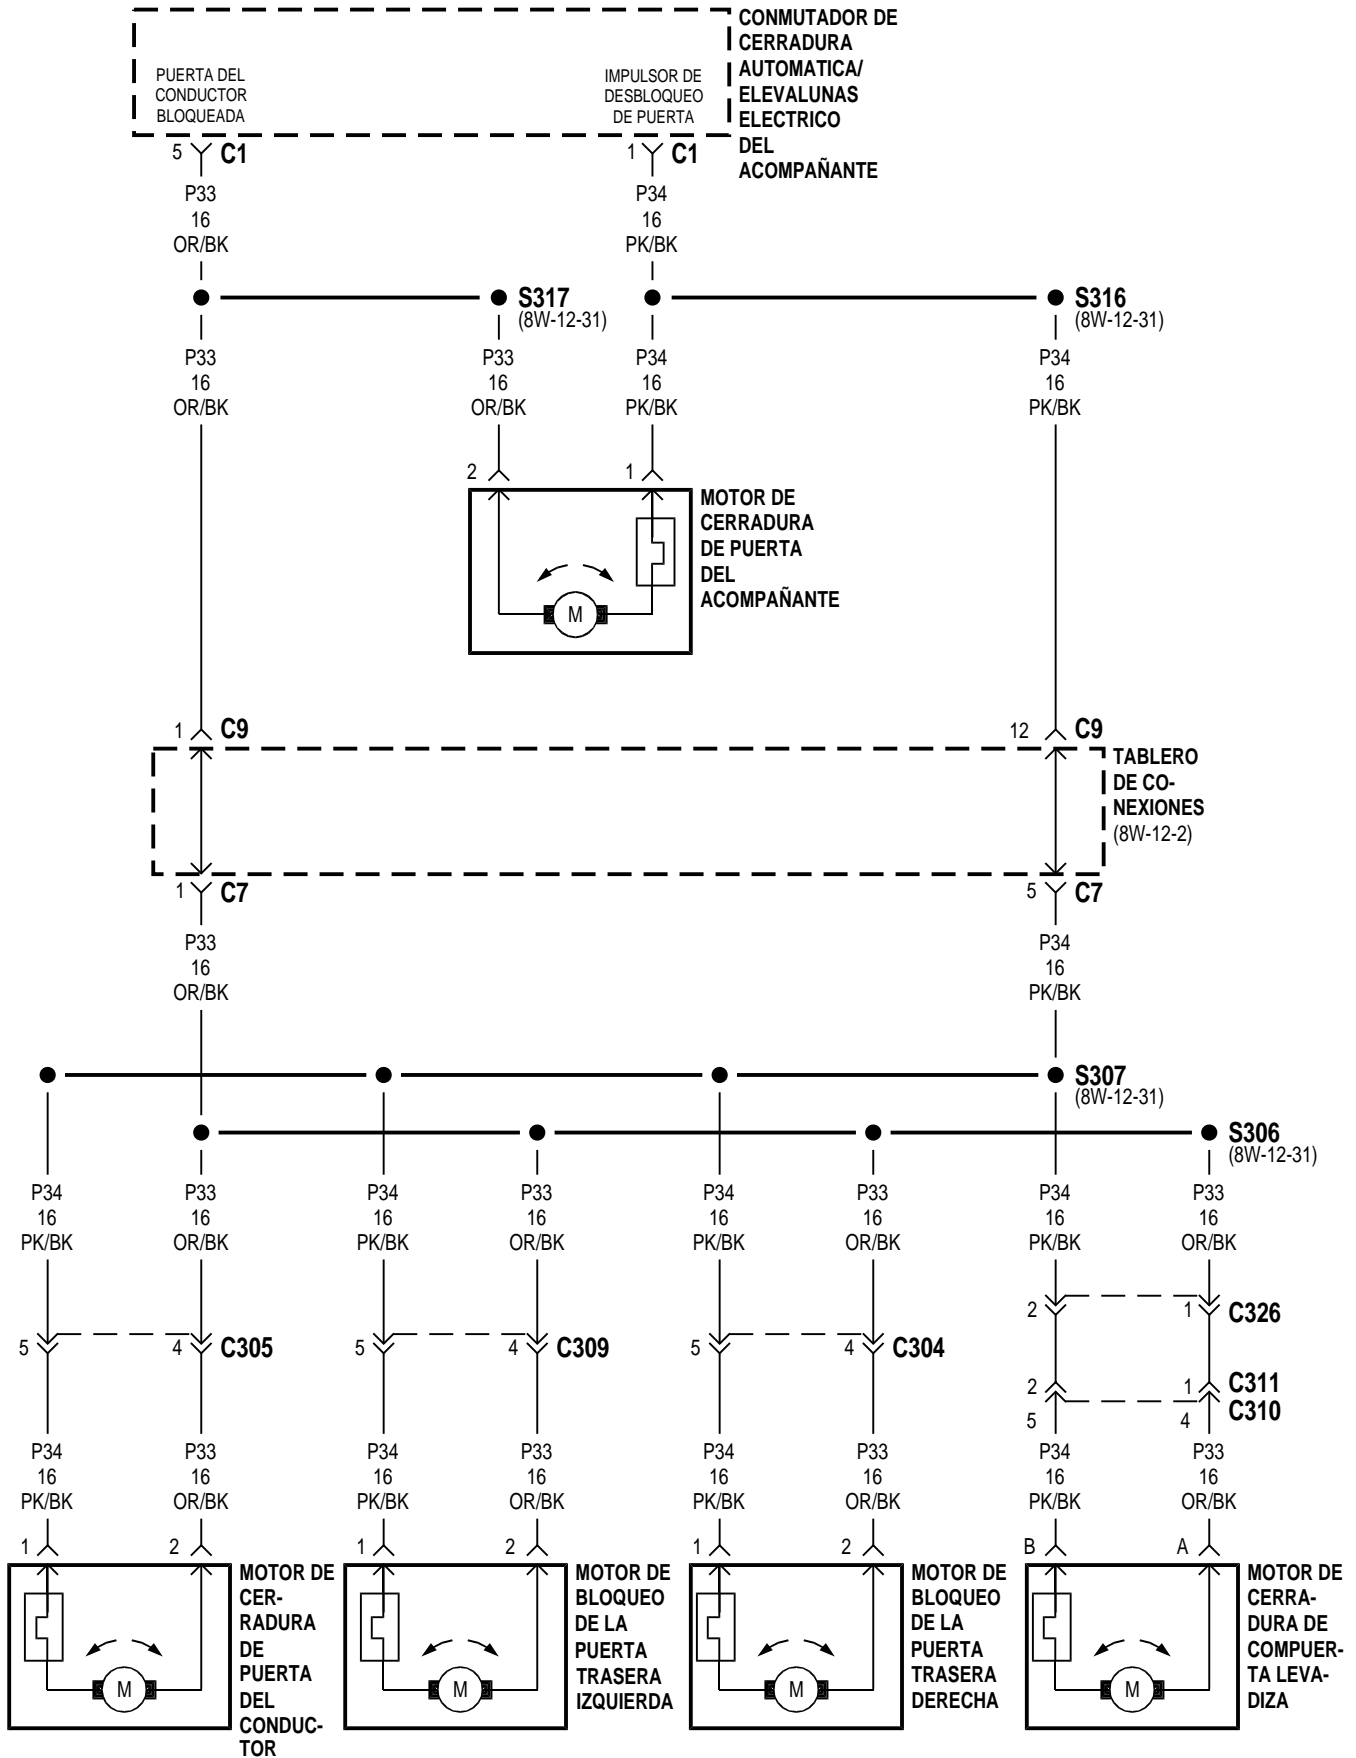 CONMUTADOR DE
CERRADURA
AUTOMATICA/
ELEVALUNAS
ELECTRICO
DEL
ACOMPAÑANTE
PUERTA DEL
CONDUCTOR
BLOQUEADA
IMPULSOR DE
DESBLOQUEO
DE PUERTA
5 C1
1 C1
P33
16
OR/BK
P34
16
PK/BK
S317
(8W-12-31)
S316
(8W-12-31)
P33
16
OR/BK
P33
16
OR/BK
P34
16
PK/BK
P34
16
PK/BK
2
1
MOTOR DE
CERRADURA
DE PUERTA
DEL
ACOMPAÑANTE
M
1 C9
12 C9
TABLERO
DE CO-
NEXIONES
(8W-12-2)
1 C7
5 C7
P33
16
OR/BK
P34
16
PK/BK
S307
(8W-12-31)
S306
(8W-12-31)
P34
16
PK/BK
P33
16
OR/BK
P34
16
PK/BK
P33
16
OR/BK
P34
16
PK/BK
P33
16
OR/BK
P34
16
PK/BK
P33
16
OR/BK
5 4 C305
5 4 C309
5 4 C304
2 1 C326
2 1 C311
5 4 C310
P34
16
PK/BK
P33
16
OR/BK
P34
16
PK/BK
P33
16
OR/BK
P34
16
PK/BK
P33
16
OR/BK
P34
16
PK/BK
P33
16
OR/BK
1 2
1 2
1 2
B A
M
MOTOR DE
CER-
RADURA
DE
PUERTA
DEL
CONDUC-
TOR
M
MOTOR DE
BLOQUEO
DE LA
PUERTA
TRASERA
IZQUIERDA
M
MOTOR DE
BLOQUEO
DE LA
PUERTA
TRASERA
DERECHA
M
MOTOR DE
CERRA-
DURA DE
COMPUER-
TA LEVA-
DIZA